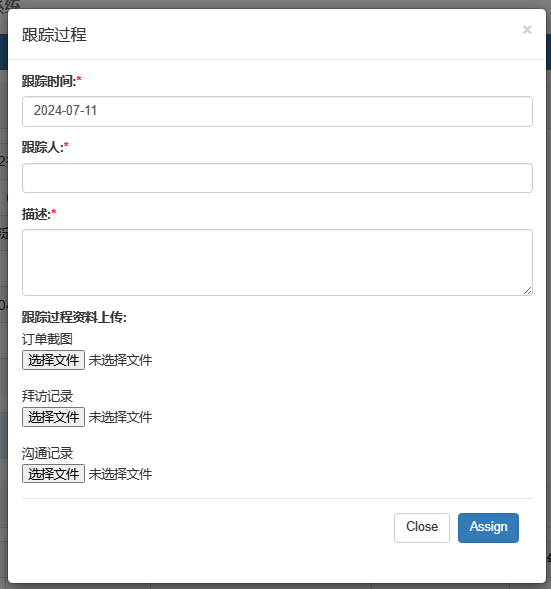 系统
跟踪过程
×
跟踪时间:*
2024-07-11
跟踪人:*
描述:*
跟踪过程资料上传:
订单截图
选择文件 未选择文件
拜访记录
选择文件 未选择文件
沟通记录
选择文件 未选择文件
Close Assign